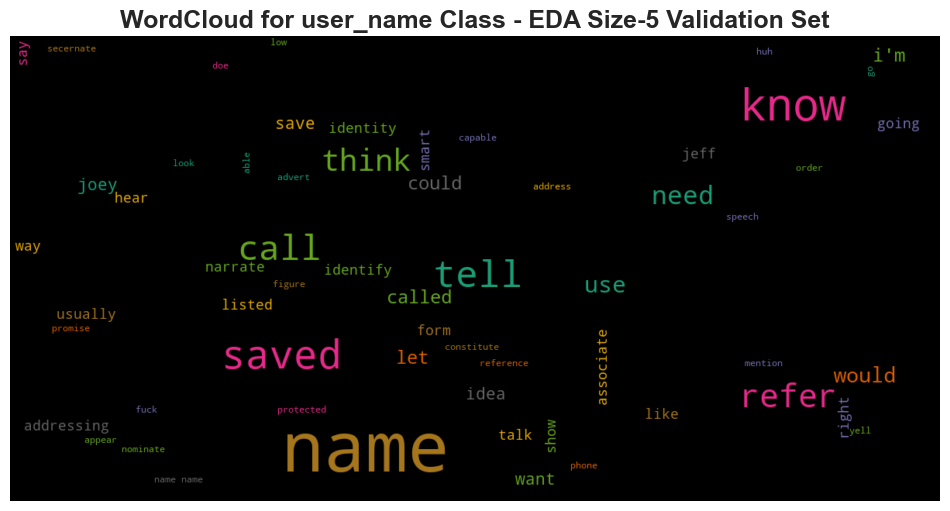 WordCloud for user_name Class - EDA Size-5 Validation Set
say
secernate
low
doe
huh
i'm
go
know
save
identity
smart
capable
going
think
jeff
look
able
advert
could
address
order
joey
hear
need
speech
way
call
narrate
identify
tell
use
figure
called
listed
usually
promise
form
constitute
associate
saved
let
reference
mention
would
idea
refer
fuck
protected
like
right
addressing
appear
nominate
name
talk
show
yell
phone
want
name name